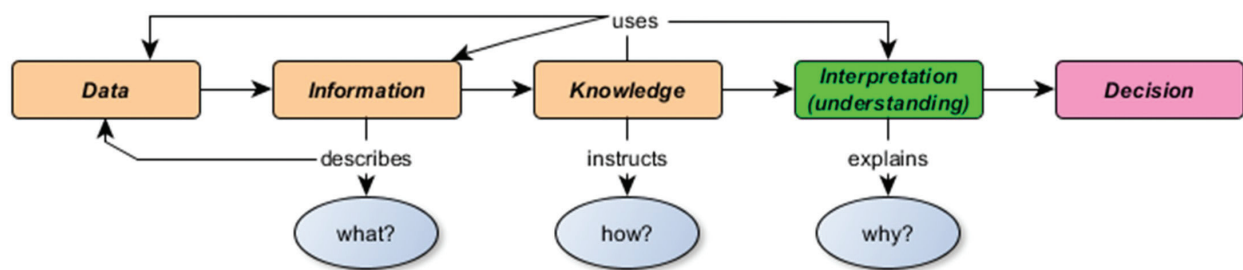 uses
Data
Information
Knowledge
Interpretation
(understanding)
Decision
describes
instructs
explains
what?
how?
why?